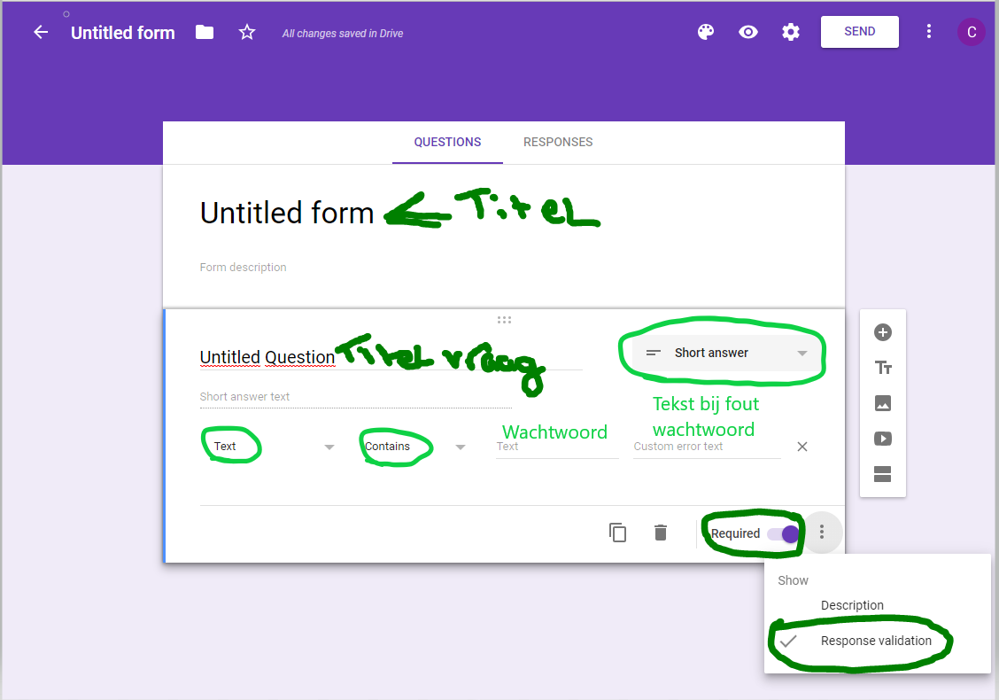 Untitled form All changes saved in Drive SEND C
QUESTIONS RESPONSES
Untitled form Titel
Form description
Untitled Question Titel vraag Short answer
Short answer text
Tekst bij fout
wachtwoord
Wachtwoord
Text Contains Text Custom error text
Required
Show
Description
Response validation